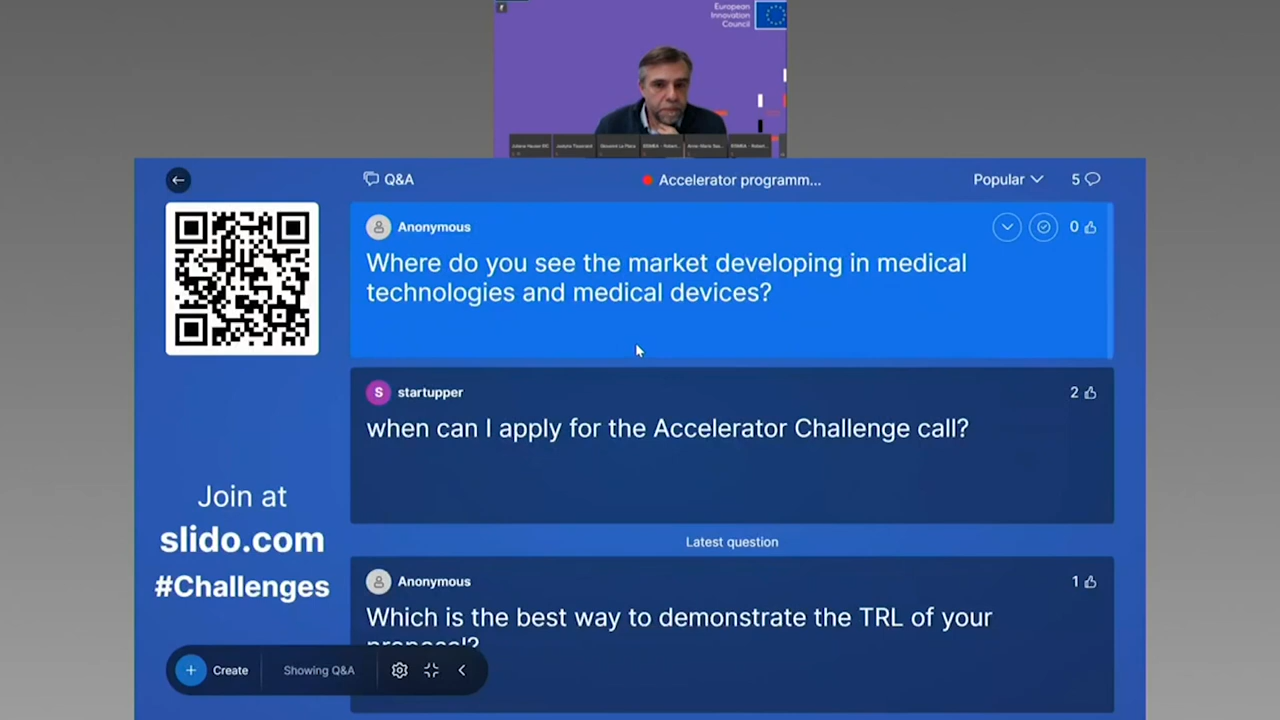 European
Innovation
Council
Q&A
Accelerator programm...
Popular
5
Anonymous
0
Where do you see the market developing in medical
technologies and medical devices?
S
startupper
2
when can I apply for the Accelerator Challenge call?
Join at
slido.com
#Challenges
Latest question
Anonymous
1
Which is the best way to demonstrate the TRL of your
proposal?
Create
Showing Q&A